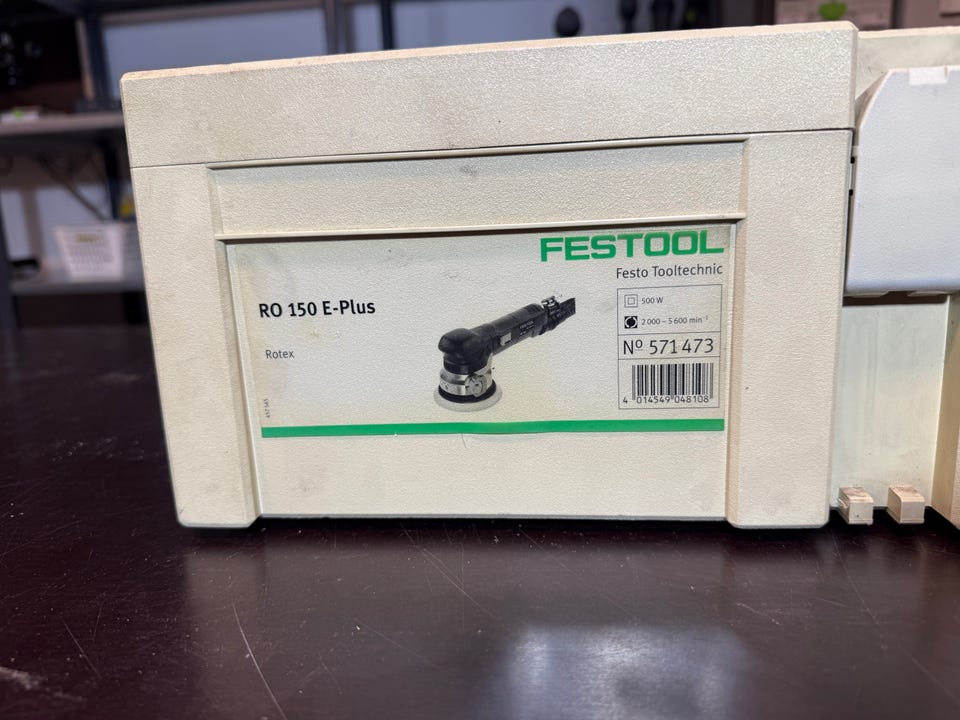 FESTOOL
Festo Tooltechnic
RO 150 E-Plus
Rotex
500 W
2 000 – 5 600 min⁻¹
Nº 571 473
4 014549 048108